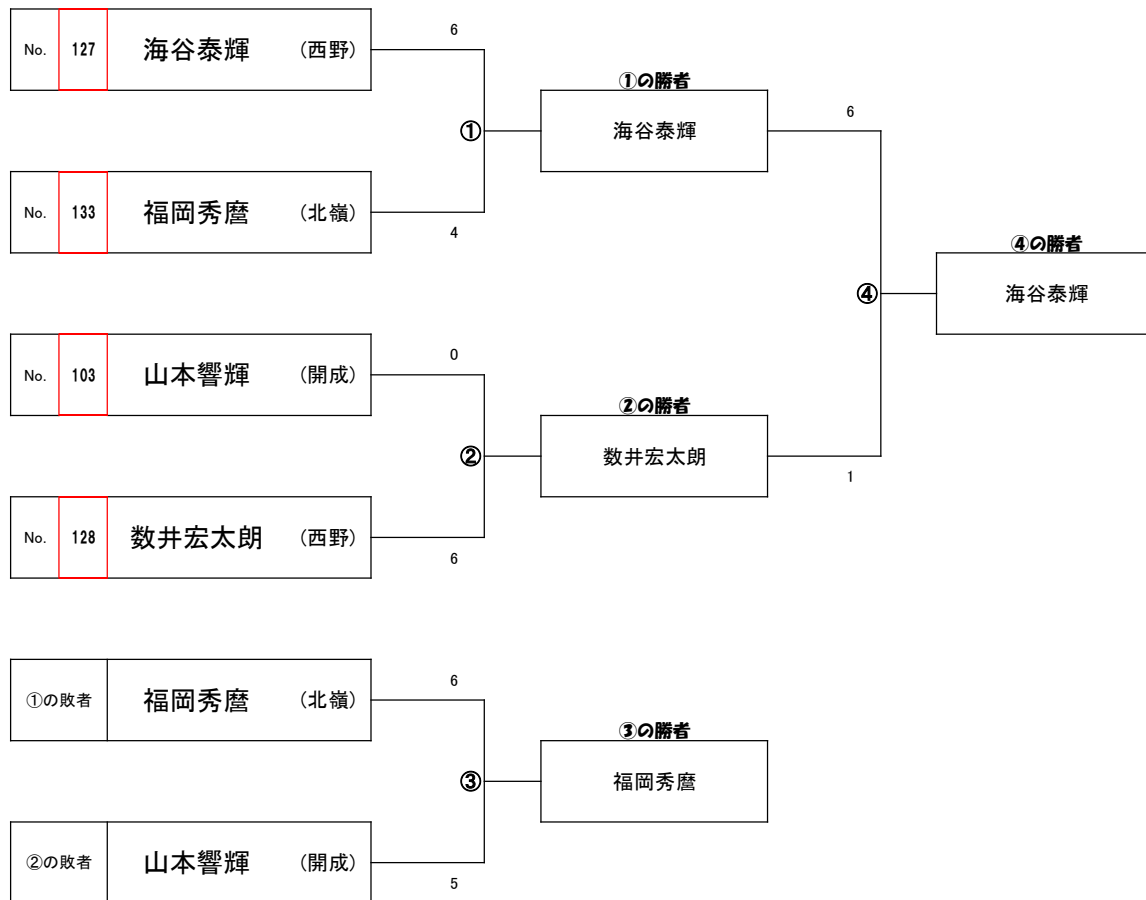 No. 127 海谷泰輝 (西野)
6
①の勝者
① 海谷泰輝
6
No. 133 福岡秀麿 (北嶺)
4
④の勝者
④ 海谷泰輝
No. 103 山本響輝 (開成)
0
②の勝者
② 数井宏太朗
1
No. 128 数井宏太朗 (西野)
6
①の敗者 福岡秀麿 (北嶺)
6
③の勝者
③ 福岡秀麿
②の敗者 山本響輝 (開成)
5